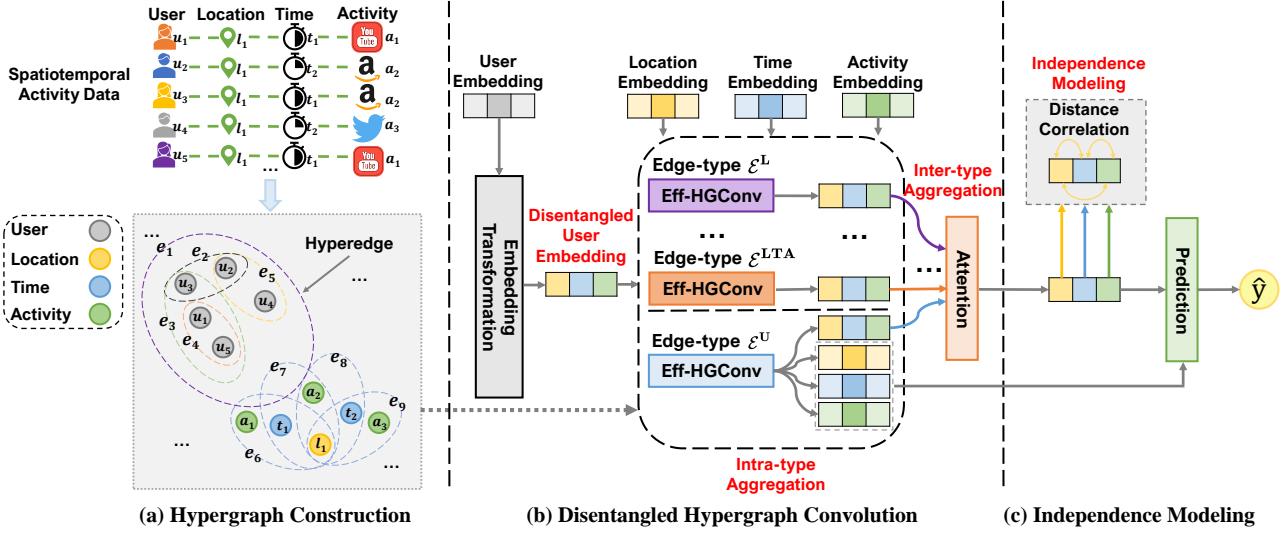 User Location Time Activity
u1 l1 t1 You Tube a1
u2 l1 t2 a a2
u3 l1 t1 a a2
u4 l1 t2 a3
u5 l1 t1 You Tube a1
...
Spatiotemporal
Activity Data
User
Location
Time
Activity
...
e1 e2 u2 e5 Hyperedge
u3 u4 ...
e3 u1
e4 u5
e7 e8
a2
a1 t1 t2 a3 e9
l1
... e6 ...
(a) Hypergraph Construction
User
Embedding
Location
Embedding
Time
Embedding
Activity
Embedding
Embedding
Transformation
Disentangled
User
Embedding
Edge-type ℰ^L
Eff-HGConv
... ...
Edge-type ℰ^LTA
Eff-HGConv
Edge-type ℰ^U
Eff-HGConv
Inter-type
Aggregation
...
Attention
Intra-type
Aggregation
(b) Disentangled Hypergraph Convolution
Independence
Modeling
Distance
Correlation
Prediction
ŷ
(c) Independence Modeling